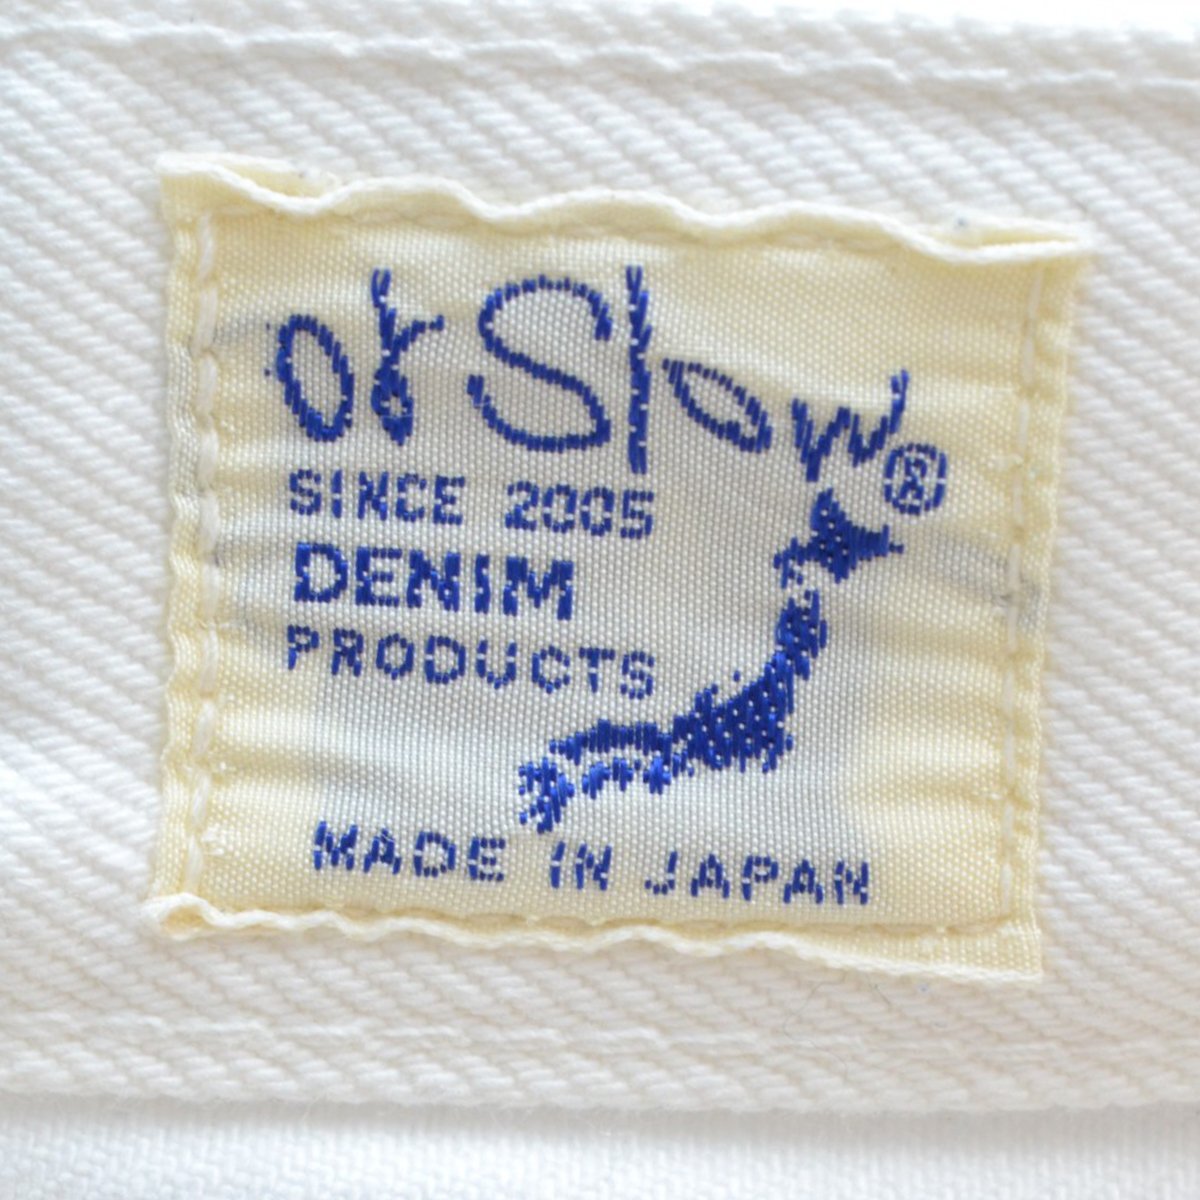 orSlow®
SINCE 2005
DENIM
PRODUCTS
MADE IN JAPAN